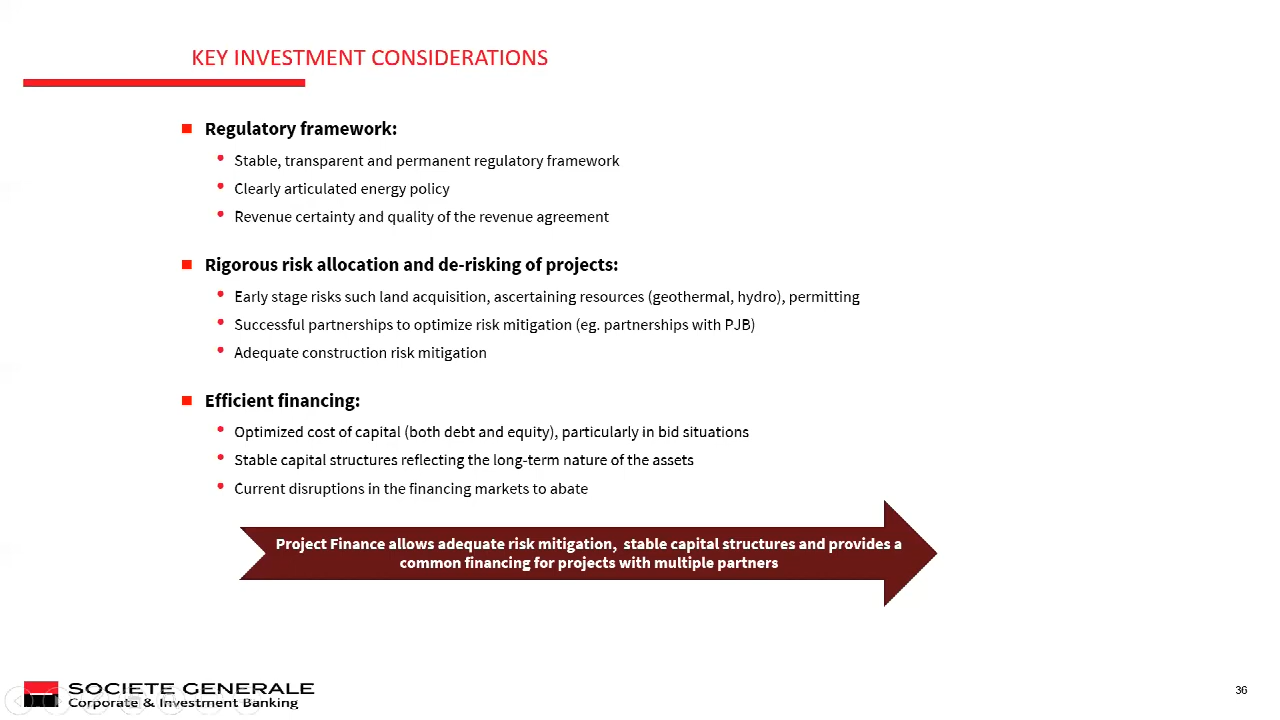 KEY INVESTMENT CONSIDERATIONS
Regulatory framework:
Stable, transparent and permanent regulatory framework
Clearly articulated energy policy
Revenue certainty and quality of the revenue agreement
Rigorous risk allocation and de-risking of projects:
Early stage risks such land acquisition, ascertaining resources (geothermal, hydro), permitting
Successful partnerships to optimize risk mitigation (eg. partnerships with PJB)
Adequate construction risk mitigation
Efficient financing:
Optimized cost of capital (both debt and equity), particularly in bid situations
Stable capital structures reflecting the long-term nature of the assets
Current disruptions in the financing markets to abate
Project Finance allows adequate risk mitigation, stable capital structures and provides a
common financing for projects with multiple partners
SOCIETE GENERALE
Corporate & Investment Banking
36